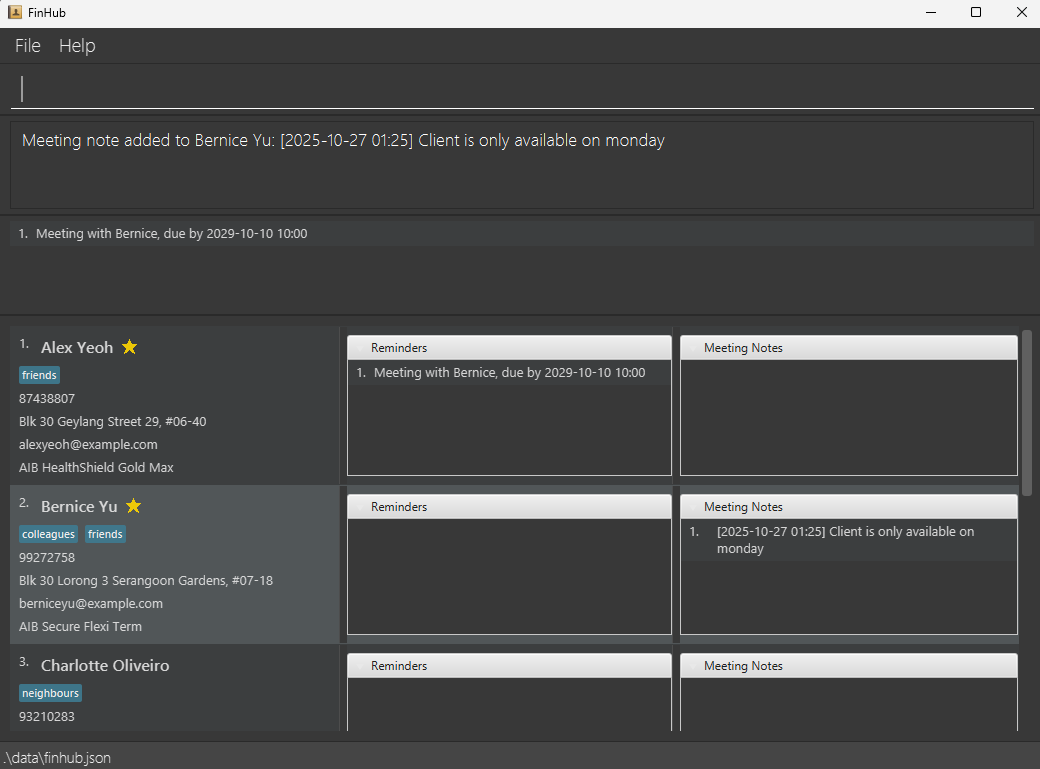 FinHub
File Help
Meeting note added to Bernice Yu: [2025-10-27 01:25] Client is only available on monday
1. Meeting with Bernice, due by 2029-10-10 10:00
1. Alex Yeoh
friends
87438807
Blk 30 Geylang Street 29, #06-40
alexyeoh@example.com
AIB HealthShield Gold Max
Reminders
1. Meeting with Bernice, due by 2029-10-10 10:00
Meeting Notes
2. Bernice Yu
colleagues friends
99272758
Blk 30 Lorong 3 Serangoon Gardens, #07-18
berniceyu@example.com
AIB Secure Flexi Term
Reminders
Meeting Notes
1. [2025-10-27 01:25] Client is only available on
monday
3. Charlotte Oliveiro
neighbours
93210283
Reminders
Meeting Notes
.\data\finhub.json